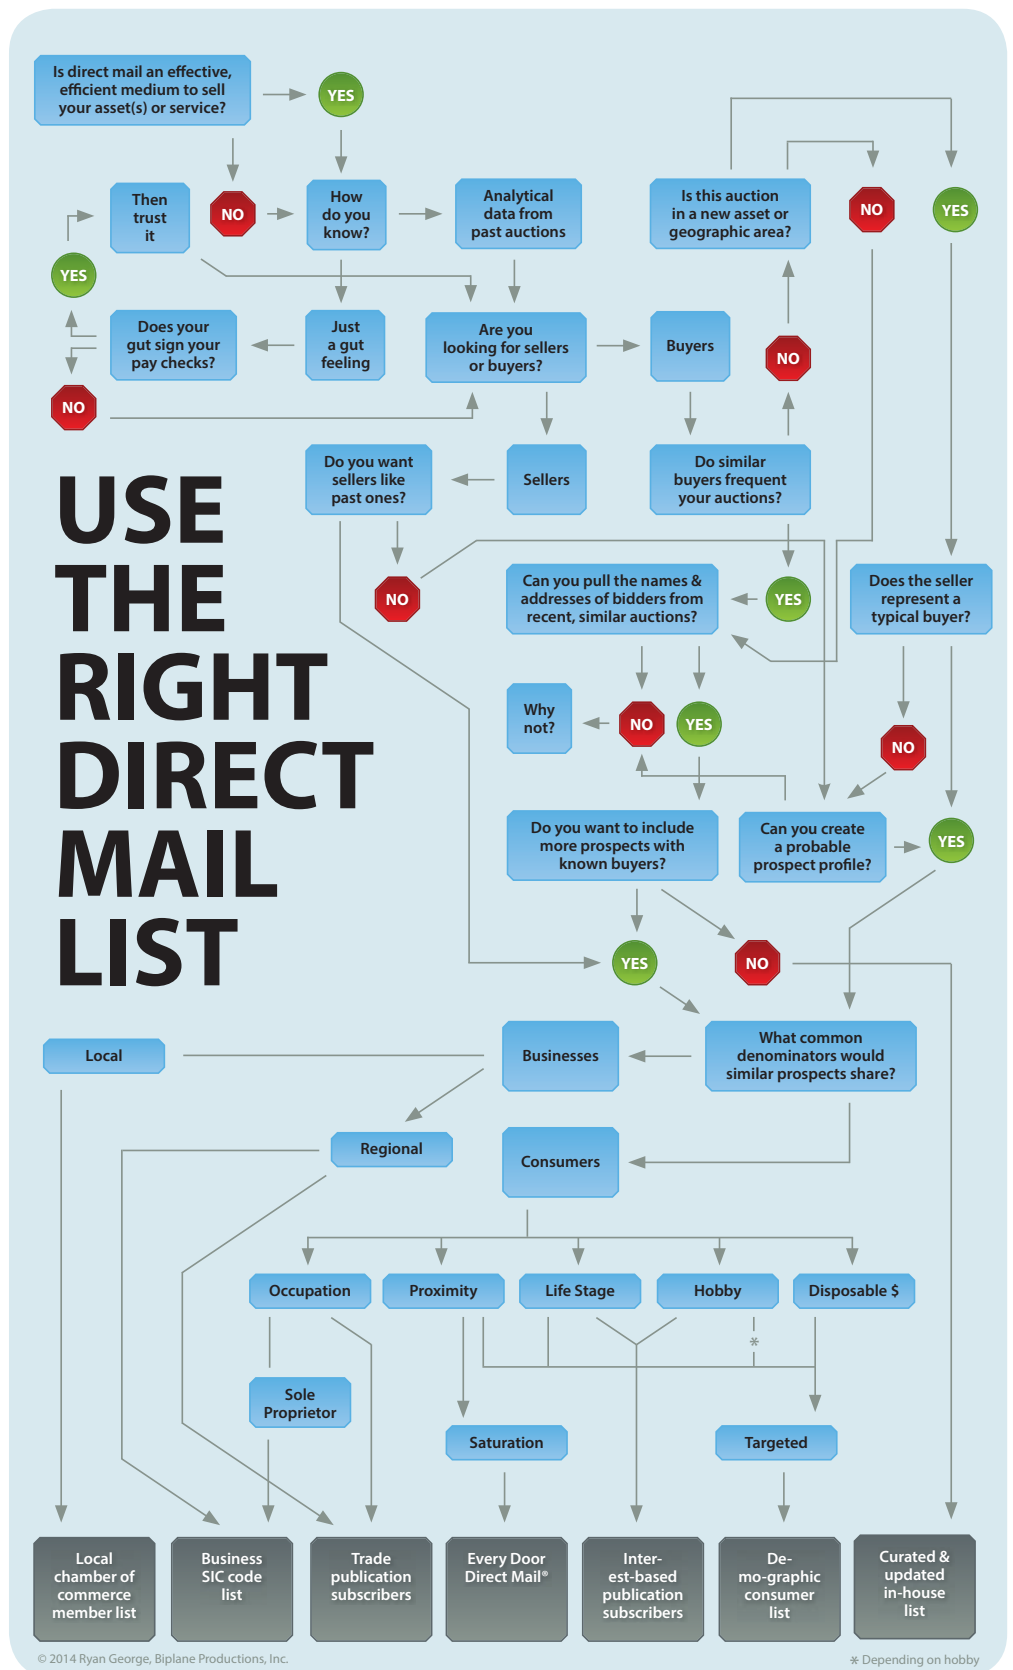 Is direct mail an effective,
efficient medium to sell
your asset(s) or service?
YES
Then
trust
it
NO
How
do you
know?
Analytical
data from
past auctions
Is this auction
in a new asset or
geographic area?
NO
YES
YES
Does your
gut sign your
pay checks?
Just
a gut
feeling
Are you
looking for sellers
or buyers?
Buyers
NO
NO
Do you want
sellers like
past ones?
Sellers
Do similar
buyers frequent
your auctions?
USE
THE
RIGHT
DIRECT
MAIL
LIST
NO
Can you pull the names &
addresses of bidders from
recent, similar auctions?
YES
Does the seller
represent a
typical buyer?
Why
not?
NO
YES
NO
Do you want to include
more prospects with
known buyers?
Can you create
a probable
prospect profile?
YES
YES
NO
Local
Businesses
What common
denominators would
similar prospects share?
Regional
Consumers
Occupation
Proximity
Life Stage
Hobby
Disposable $
*
Sole
Proprietor
Saturation
Targeted
Local
chamber of
commerce
member list
Business
SIC code
list
Trade
publication
subscribers
Every Door
Direct Mail®
Inter-
est-based
publication
subscribers
De-
mo-graphic
consumer
list
Curated &
updated
in-house
list
© 2014 Ryan George, Biplane Productions, Inc.
* Depending on hobby